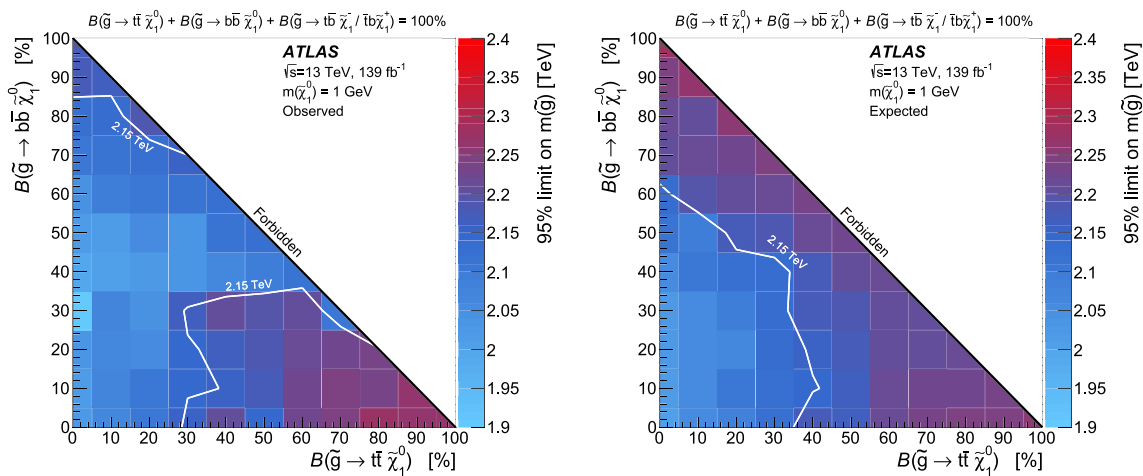 B(g̃ → tt̄ χ̃₁⁰) + B(g̃ → bb̄ χ̃₁⁰) + B(g̃ → tb̄ χ̃₁⁻/ t̄bχ̃₁⁺) = 100%
B(g̃ → bb̄ χ̃₁⁰) [%]
100
90
80
70
60
50
40
30
20
10
0
ATLAS
√s=13 TeV, 139 fb⁻¹
m(χ̃₁⁰) = 1 GeV
Observed
2.15 TeV
Forbidden
2.15 TeV
0 10 20 30 40 50 60 70 80 90 100
B(g̃ → tt̄ χ̃₁⁰) [%]
2.4
2.35
2.3
2.25
2.2
2.15
2.1
2.05
2
1.95
1.9
95% limit on m(g̃) [TeV]
B(g̃ → tt̄ χ̃₁⁰) + B(g̃ → bb̄ χ̃₁⁰) + B(g̃ → tb̄ χ̃₁⁻/ t̄bχ̃₁⁺) = 100%
B(g̃ → bb̄ χ̃₁⁰) [%]
100
90
80
70
60
50
40
30
20
10
0
ATLAS
√s=13 TeV, 139 fb⁻¹
m(χ̃₁⁰) = 1 GeV
Expected
Forbidden
2.15 TeV
0 10 20 30 40 50 60 70 80 90 100
B(g̃ → tt̄ χ̃₁⁰) [%]
2.4
2.35
2.3
2.25
2.2
2.15
2.1
2.05
2
1.95
1.9
95% limit on m(g̃) [TeV]